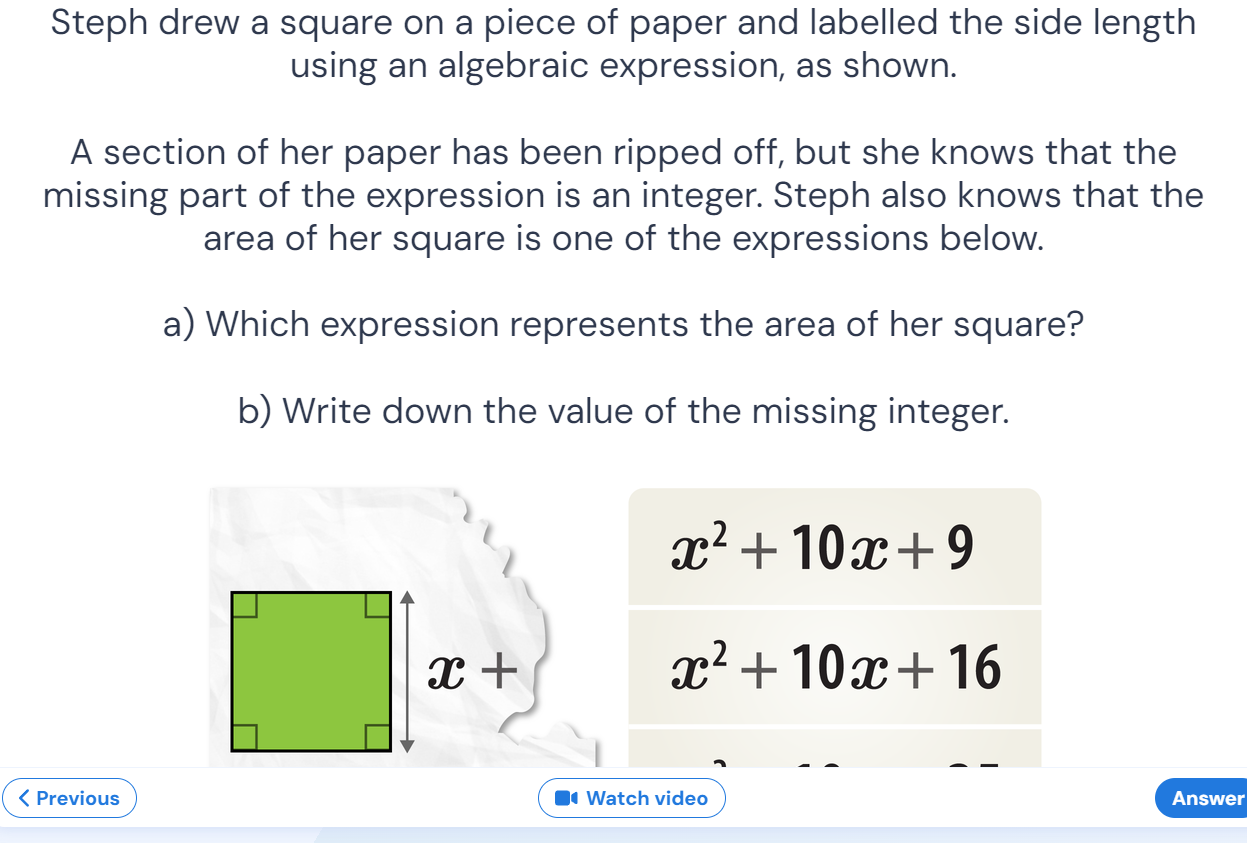 Steph drew a square on a piece of paper and labelled the side length
using an algebraic expression, as shown.
A section of her paper has been ripped off, but she knows that the
missing part of the expression is an integer. Steph also knows that the
area of her square is one of the expressions below.
a) Which expression represents the area of her square?
b) Write down the value of the missing integer.
x² + 10x + 9
x +
x² + 10x + 16
Previous
Watch video
Answer